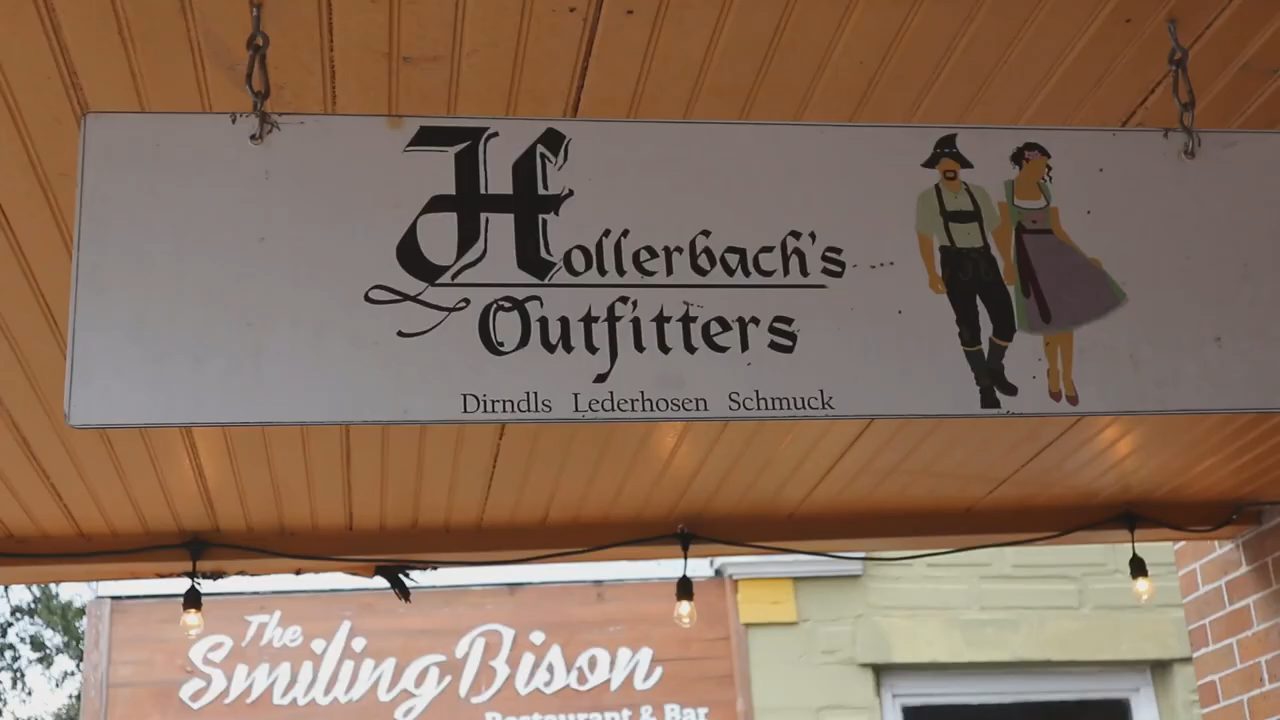 Hollerbach's
Outfitters
Dirndls Lederhosen Schmuck
The
Smiling Bison
Restaurant & Bar